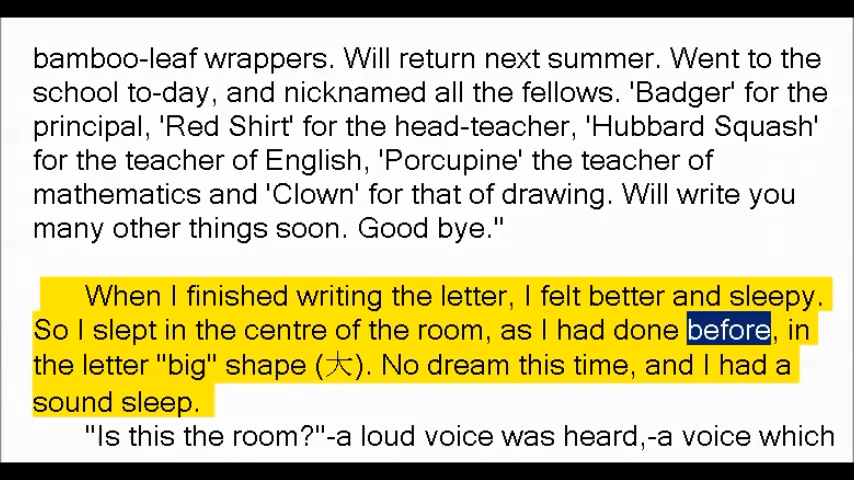 bamboo-leaf wrappers. Will return next summer. Went to the
school to-day, and nicknamed all the fellows. 'Badger' for the
principal, 'Red Shirt' for the head-teacher, 'Hubbard Squash'
for the teacher of English, 'Porcupine' the teacher of
mathematics and 'Clown' for that of drawing. Will write you
many other things soon. Good bye."
When I finished writing the letter, I felt better and sleepy.
So I slept in the centre of the room, as I had done before, in
the letter "big" shape (大). No dream this time, and I had a
sound sleep.
"Is this the room?"-a loud voice was heard,-a voice which